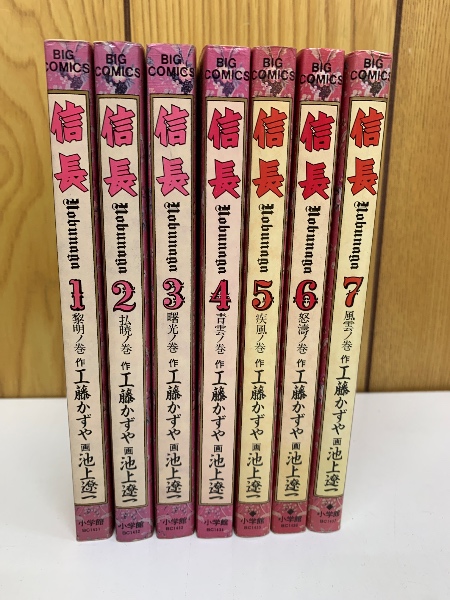 BIG COMICS
信長
Nobunaga
1
黎明ノ巻
作 工藤かずや
画 池上遼一
小学館
BIG COMICS
信長
Nobunaga
2
払暁ノ巻
作 工藤かずや
画 池上遼一
小学館
BIG COMICS
信長
Nobunaga
3
曙光ノ巻
作 工藤かずや
画 池上遼一
小学館
BIG COMICS
信長
Nobunaga
4
青雲ノ巻
作 工藤かずや
画 池上遼一
小学館
BIG COMICS
信長
Nobunaga
5
疾風ノ巻
作 工藤かずや
画 池上遼一
小学館
BIG COMICS
信長
Nobunaga
6
怒濤ノ巻
作 工藤かずや
画 池上遼一
小学館
BIG COMICS
信長
Nobunaga
7
風雲ノ巻
作 工藤かずや
画 池上遼一
小学館